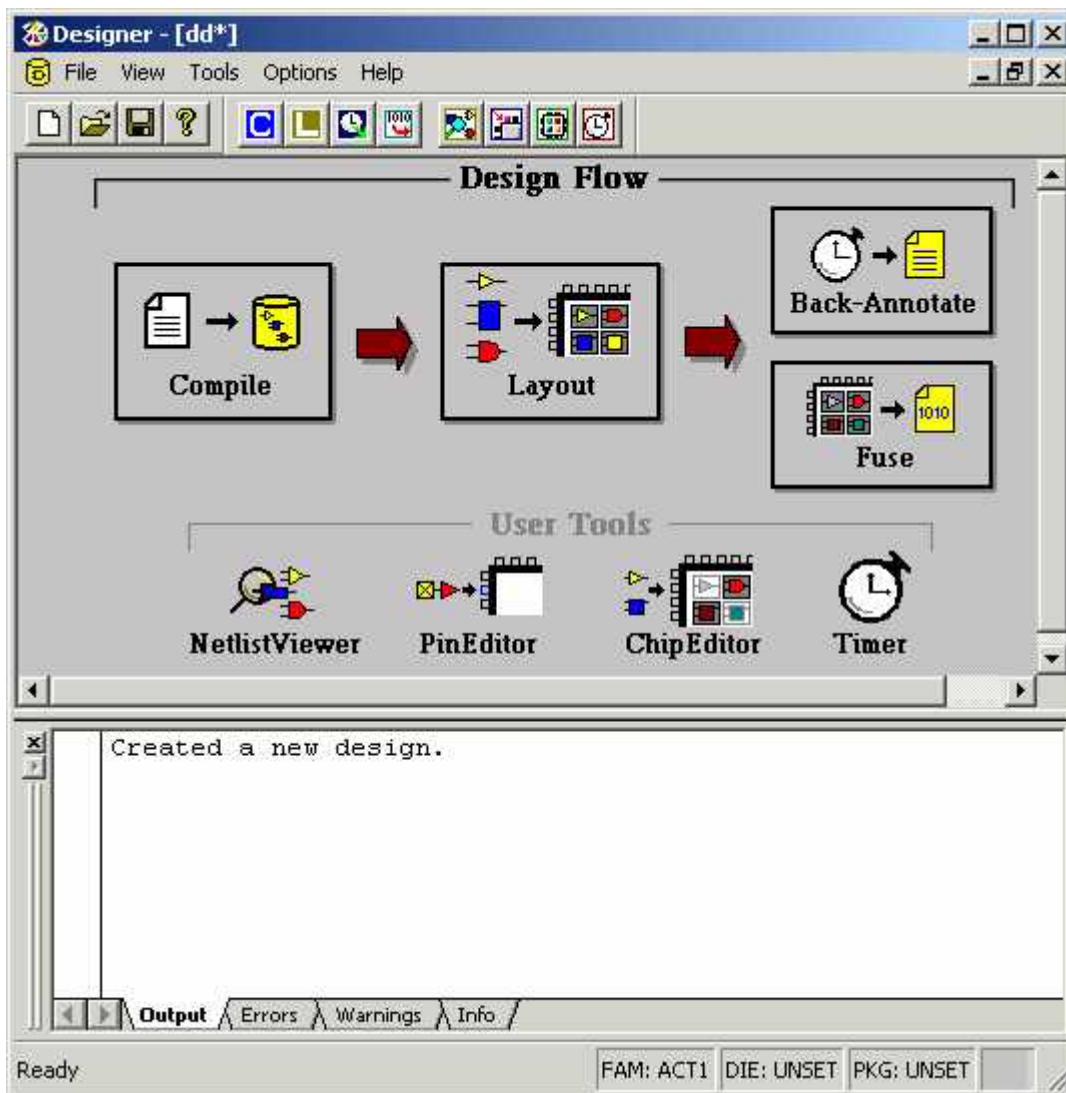 Designer - [dd*]
File View Tools Options Help
C L 1010
Design Flow
Compile
Layout
Back-Annotate
1010
Fuse
User Tools
NetlistViewer PinEditor ChipEditor Timer
Created a new design.
Output Errors Warnings Info
Ready FAM: ACT1 DIE: UNSET PKG: UNSET